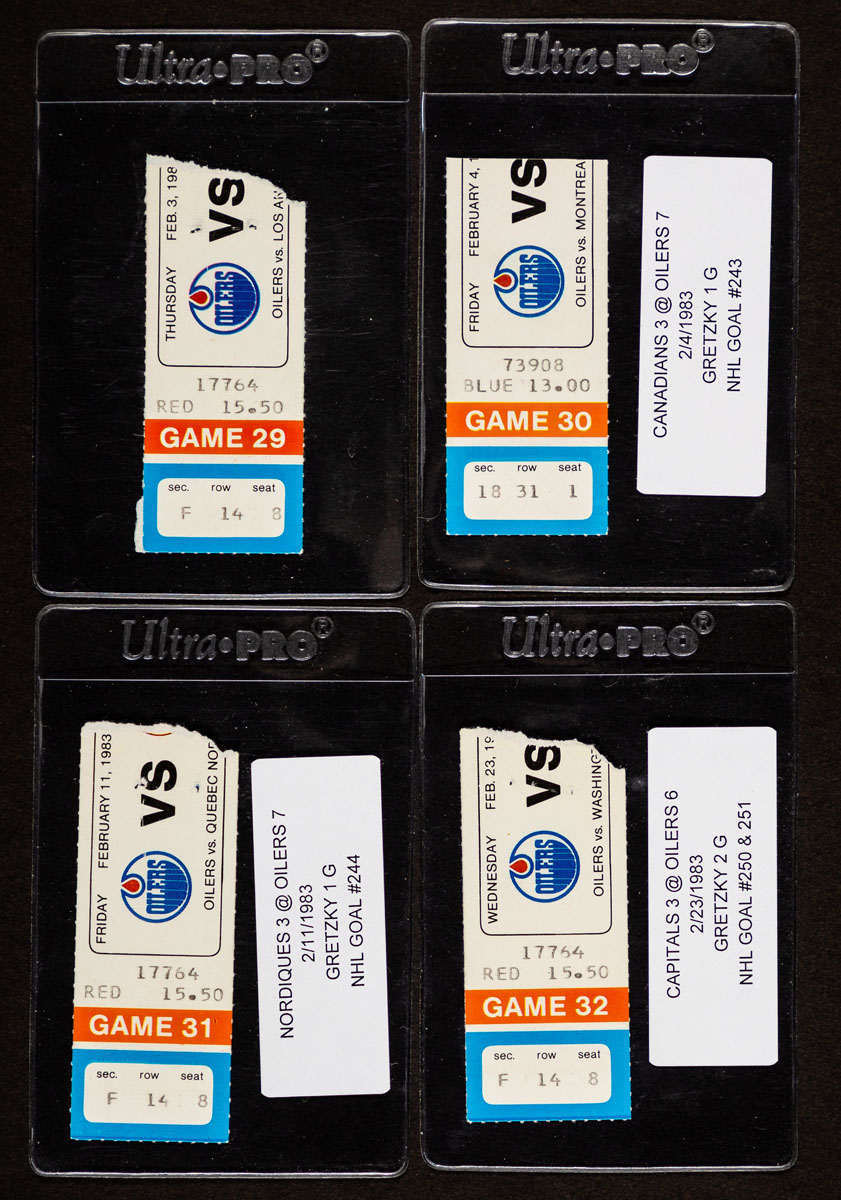 Ultra•PRO®
THURSDAY FEB. 3, 198
VS
OILERS
OILERS vs. LOS AN
17764
RED 15.50
GAME 29
sec. row seat
F 14 8
Ultra•PRO®
FRIDAY FEBRUARY 4, 1
VS
OILERS
OILERS vs. MONTREA
73908
BLUE 13.00
GAME 30
sec. row seat
18 31 1
CANADIANS 3 @ OILERS 7
2/4/1983
GRETZKY 1 G
NHL GOAL #243
Ultra•PRO®
FRIDAY FEBRUARY 11, 1983
VS
OILERS
OILERS vs. QUEBEC NOR
17764
RED 15.50
GAME 31
sec. row seat
F 14 8
NORDIQUES 3 @ OILERS 7
2/11/1983
GRETZKY 1 G
NHL GOAL #244
Ultra•PRO®
WEDNESDAY FEB. 23, 19
VS
OILERS
OILERS vs. WASHING
17764
RED 15.50
GAME 32
sec. row seat
F 14 8
CAPITALS 3 @ OILERS 6
2/23/1983
GRETZKY 2 G
NHL GOAL #250 & 251